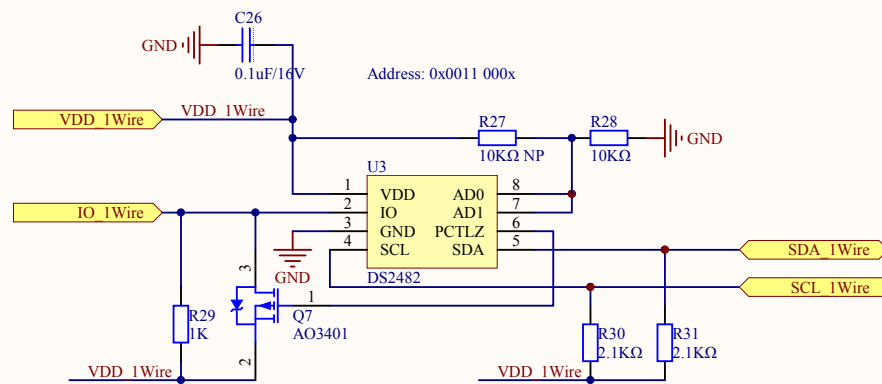 C26
GND
0.1uF/16V
Address: 0x0011 000x
VDD_1Wire
VDD_1Wire
R27
R28
GND
10KΩ NP
10KΩ
U3
1
VDD
AD0
8
IO_1Wire
2
IO
AD1
7
3
GND
PCTLZ
6
4
SCL
SDA
5
SDA_1Wire
GND
DS2482
SCL_1Wire
3
1
R29
1K
Q7
AO3401
R30
2.1KΩ
R31
2.1KΩ
2
VDD_1Wire
VDD_1Wire